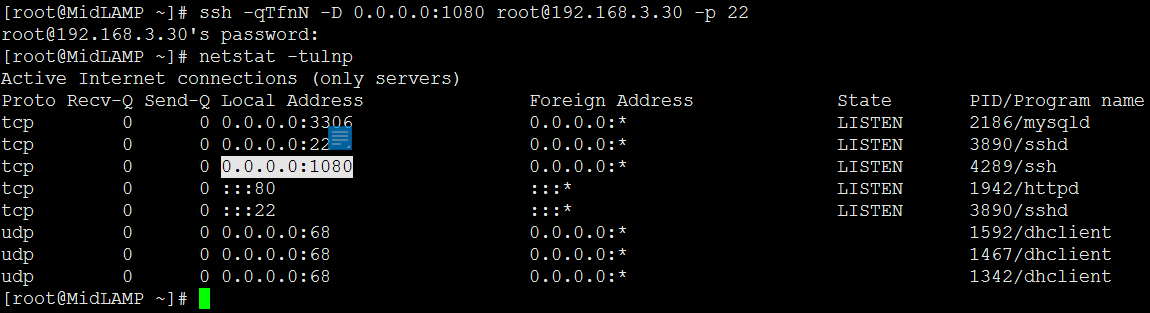 [root@MidLAMP ~]# ssh -qTfnN -D 0.0.0.0:1080 root@192.168.3.30 -p 22
root@192.168.3.30's password:
[root@MidLAMP ~]# netstat -tulnp
Active Internet connections (only servers)
Proto Recv-Q Send-Q Local Address Foreign Address State PID/Program name
tcp 0 0 0.0.0.0:3306 0.0.0.0:* LISTEN 2186/mysqld
tcp 0 0 0.0.0.0:22 0.0.0.0:* LISTEN 3890/sshd
tcp 0 0 0.0.0.0:1080 0.0.0.0:* LISTEN 4289/ssh
tcp 0 0 :::80 :::* LISTEN 1942/httpd
tcp 0 0 :::22 :::* LISTEN 3890/sshd
udp 0 0 0.0.0.0:68 0.0.0.0:* 1592/dhclient
udp 0 0 0.0.0.0:68 0.0.0.0:* 1467/dhclient
udp 0 0 0.0.0.0:68 0.0.0.0:* 1342/dhclient
[root@MidLAMP ~]#